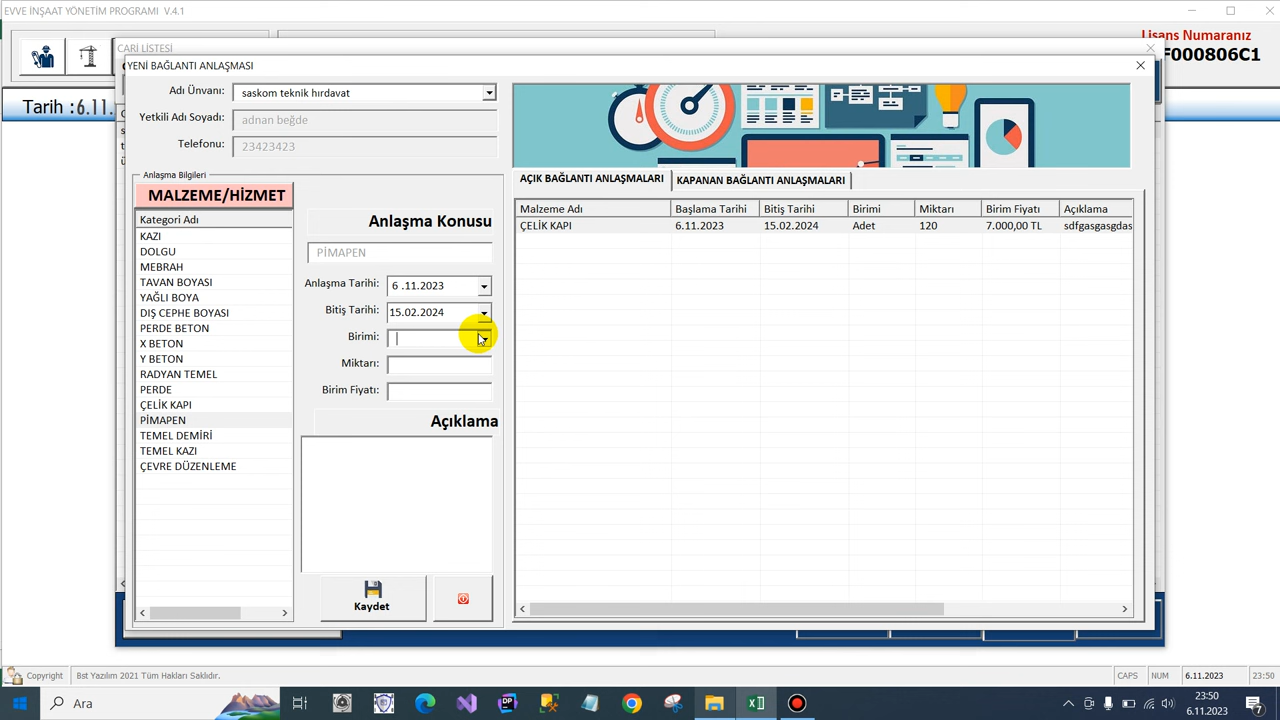 EVVE İNŞAAT YÖNETİM PROGRAMI V.4.1
Lisans Numaranız
F000806C1
CARİ LİSTESİ
YENİ BAĞLANTI ANLAŞMASI
Tarih :6.11.
Adı Ünvanı: saskom teknik hırdavat
Yetkili Adı Soyadı: adnan beğde
Telefonu: 23423423
Anlaşma Bilgileri
MALZEME/HİZMET
Kategori Adı
KAZI
DOLGU
MEBRAH
TAVAN BOYASI
YAĞLI BOYA
DIŞ CEPHE BOYASI
PERDE BETON
X BETON
Y BETON
RADYAN TEMEL
PERDE
ÇELİK KAPI
PİMAPEN
TEMEL DEMİRİ
TEMEL KAZI
ÇEVRE DÜZENLEME
Anlaşma Konusu
PİMAPEN
Anlaşma Tarihi: 6 .11.2023
Bitiş Tarihi: 15.02.2024
Birimi:
Miktarı:
Birim Fiyatı:
Açıklama
Kaydet
AÇIK BAĞLANTI ANLAŞMALARI KAPANAN BAĞLANTI ANLAŞMALARI
Malzeme Adı Başlama Tarihi Bitiş Tarihi Birimi Miktarı Birim Fiyatı Açıklama
ÇELİK KAPI 6.11.2023 15.02.2024 Adet 120 7.000,00 TL sdfgasgasgdas
Copyright Bst Yazılım 2021 Tüm Hakları Saklıdır. CAPS NUM 6.11.2023 23:50
Ara
DP
23:50
6.11.2023
7